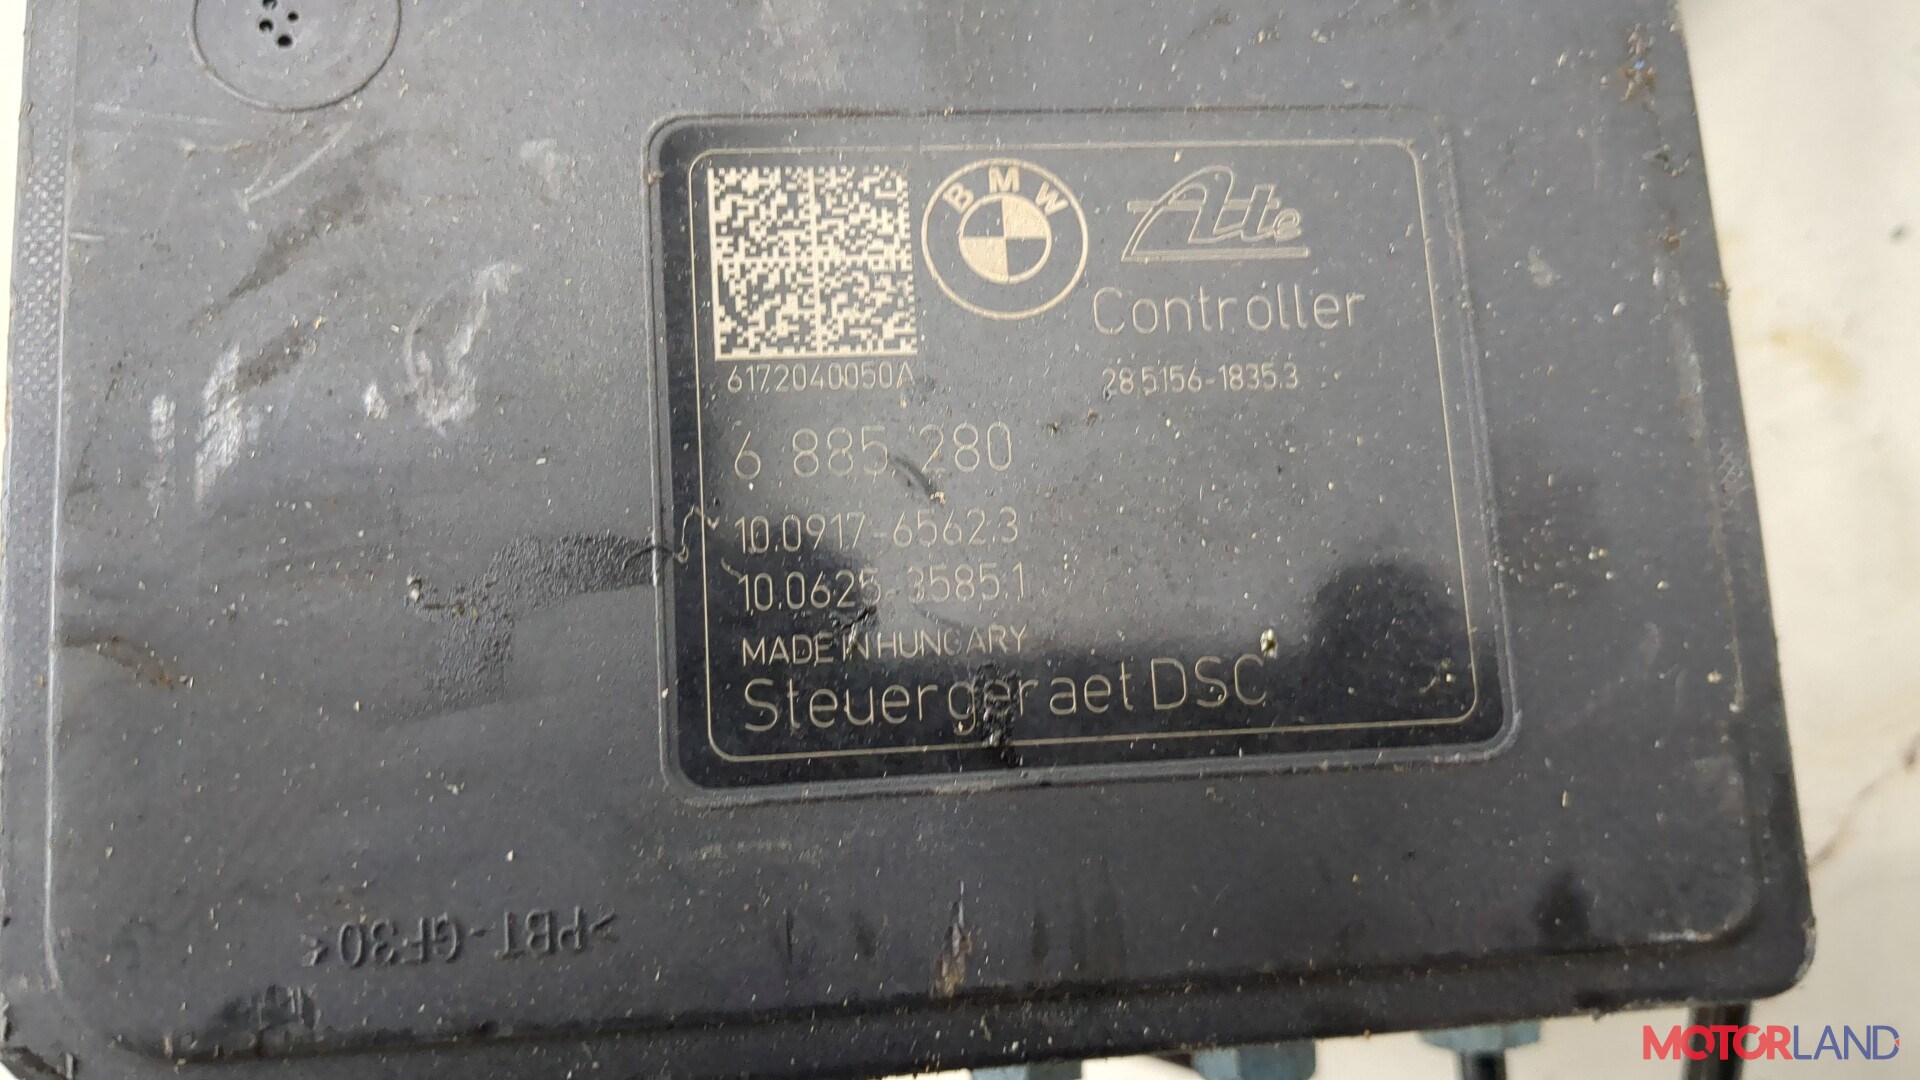 BMW
Ate
Controller
6172040050A
28.5156-1835.3
6 885 280
10.0917-6562.3
10.0625-3585.1
MADE IN HUNGARY
Steuergeraet DSC
>PBT-GF30<
MOTORLAND